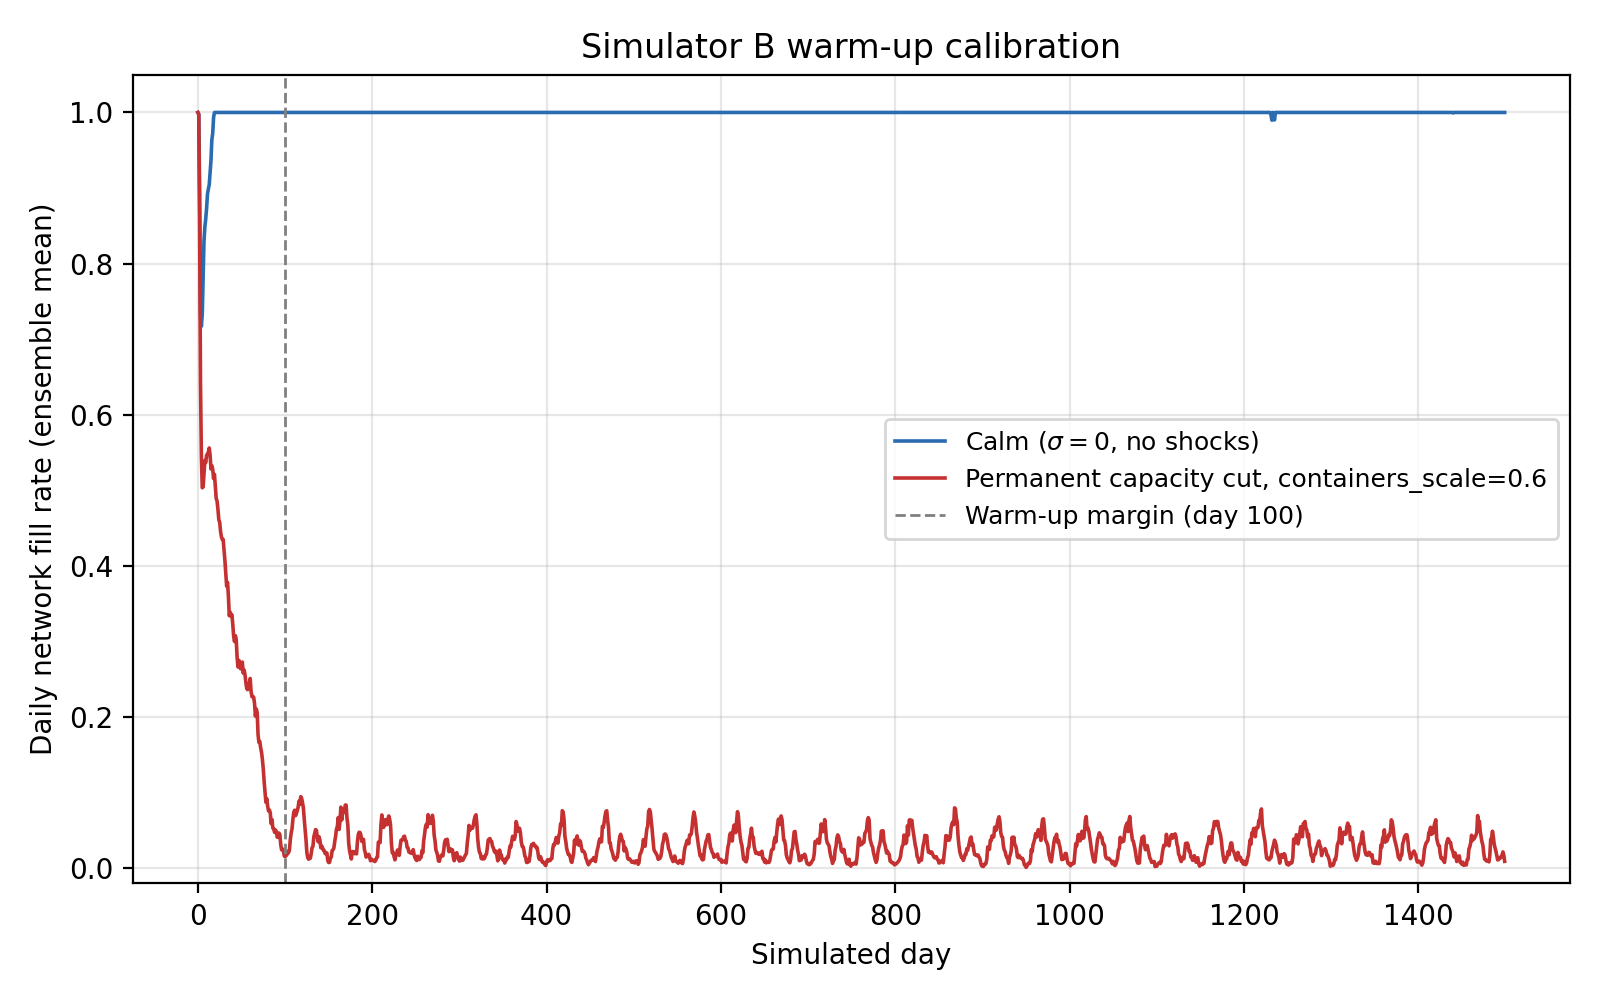 Simulator B warm-up calibration
Daily network fill rate (ensemble mean)
1.0
0.8
0.6
0.4
0.2
0.0
Calm (σ = 0, no shocks)
Permanent capacity cut, containers_scale=0.6
Warm-up margin (day 100)
0 200 400 600 800 1000 1200 1400
Simulated day